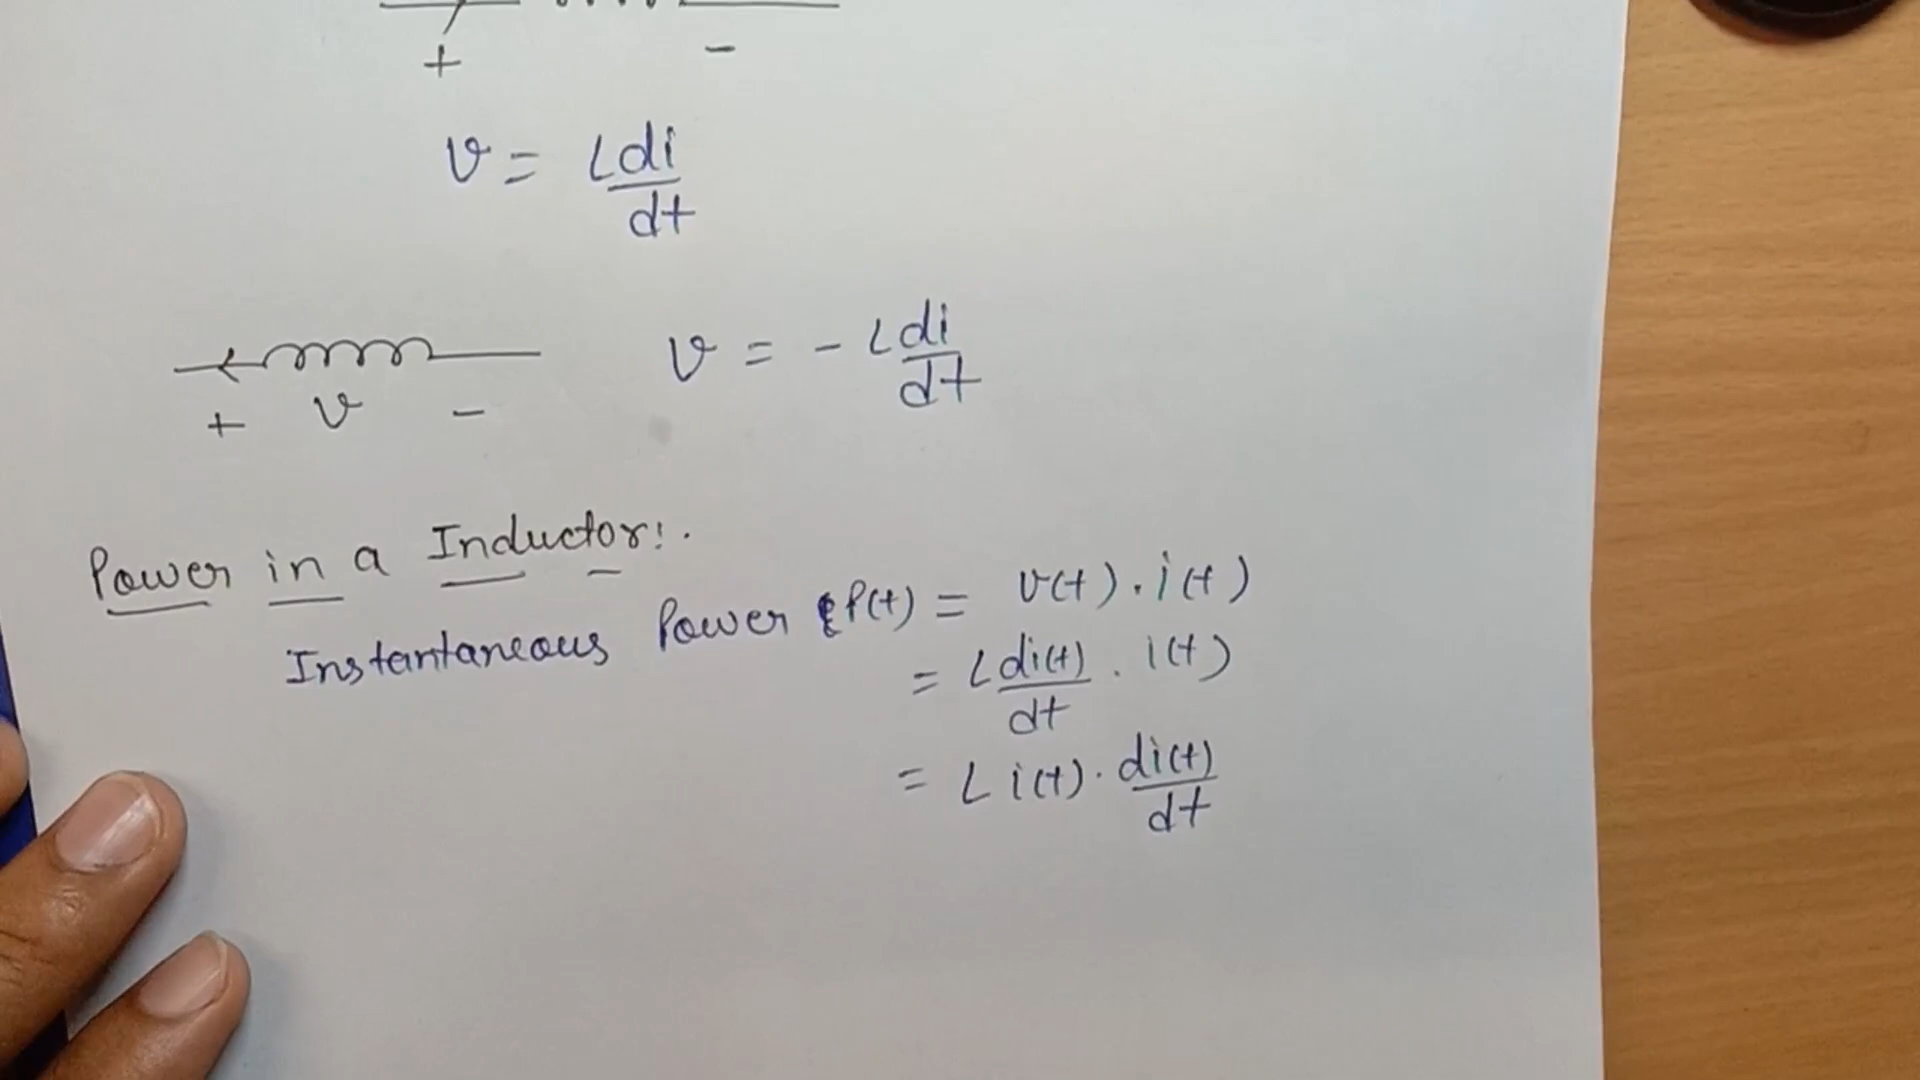 + -
v = L di/dt
v = - L di/dt
+ v -
Power in a Inductor:.
Instantaneous Power P(t) = v(t) . i(t)
= L di(t)/dt . i(t)
= L i(t) . di(t)/dt